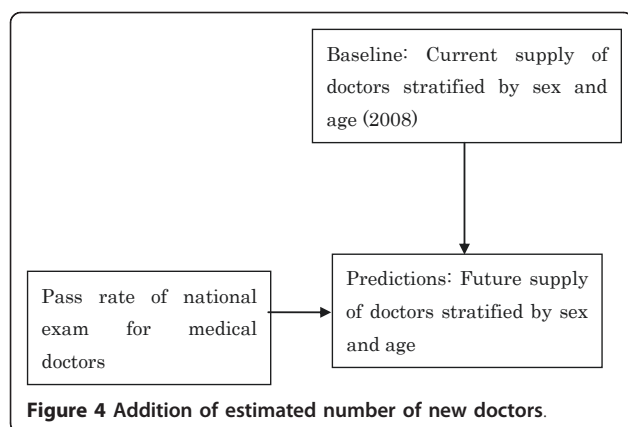 Baseline: Current supply of
doctors stratified by sex and
age (2008)
Pass rate of national
exam for medical
doctors
Predictions: Future supply
of doctors stratified by sex
and age
Figure 4 Addition of estimated number of new doctors.